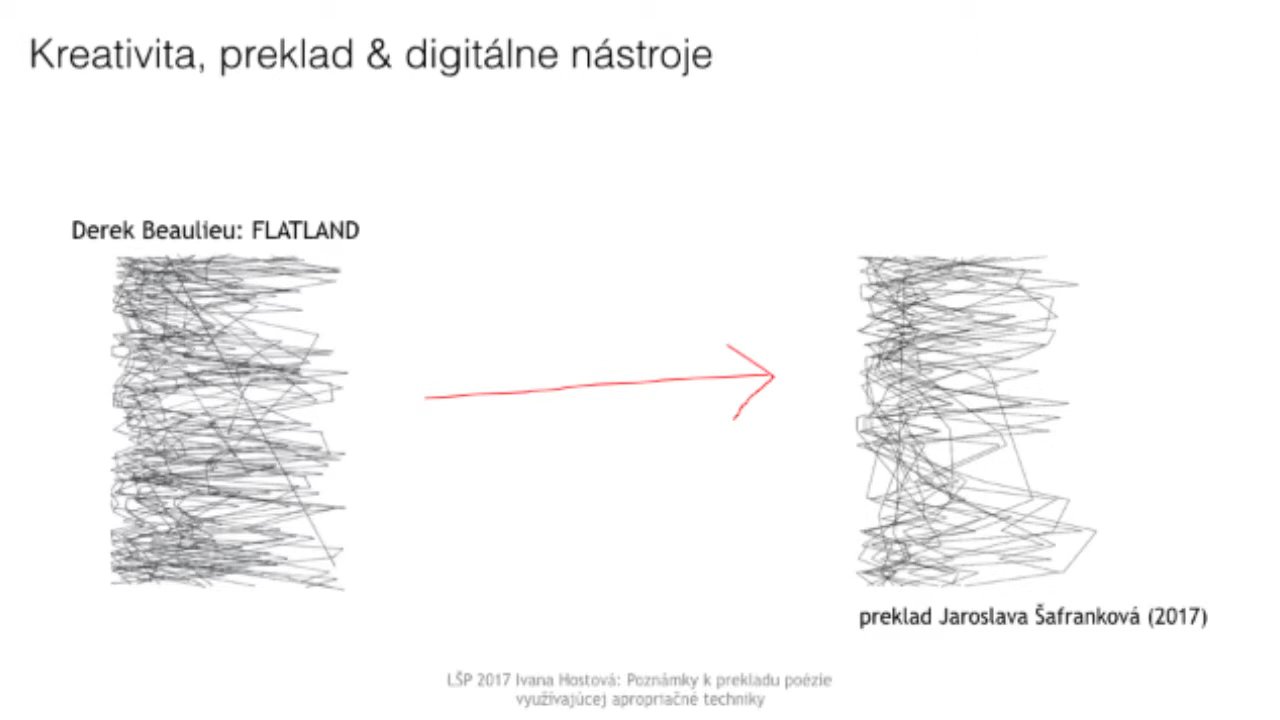 Kreativita, preklad & digitálne nástroje
Derek Beaulieu: FLATLAND
preklad Jaroslava Šafranková (2017)
LŠP 2017 Ivana Hostová: Poznámky k prekladu poézie
využívajúcej apropriačné techniky